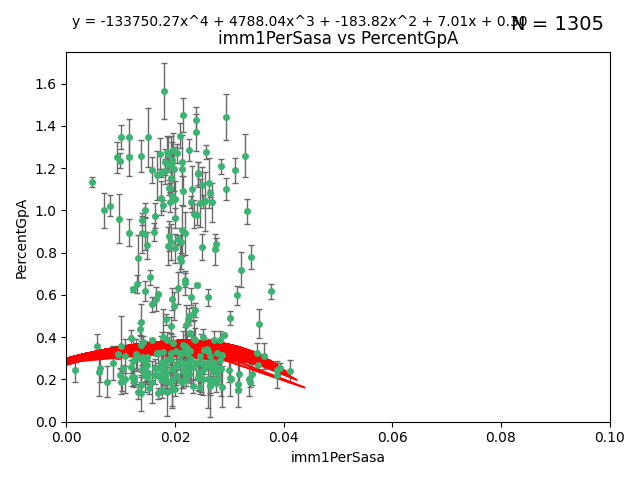 y = -133750.27x^4 + 4788.04x^3 + -183.82x^2 + 7.01x + 0.30
N = 1305
imm1PerSasa vs PercentGpA
PercentGpA
1.6
1.4
1.2
1.0
0.8
0.6
0.4
0.2
0.0
0.00 0.02 0.04 0.06 0.08 0.10
imm1PerSasa